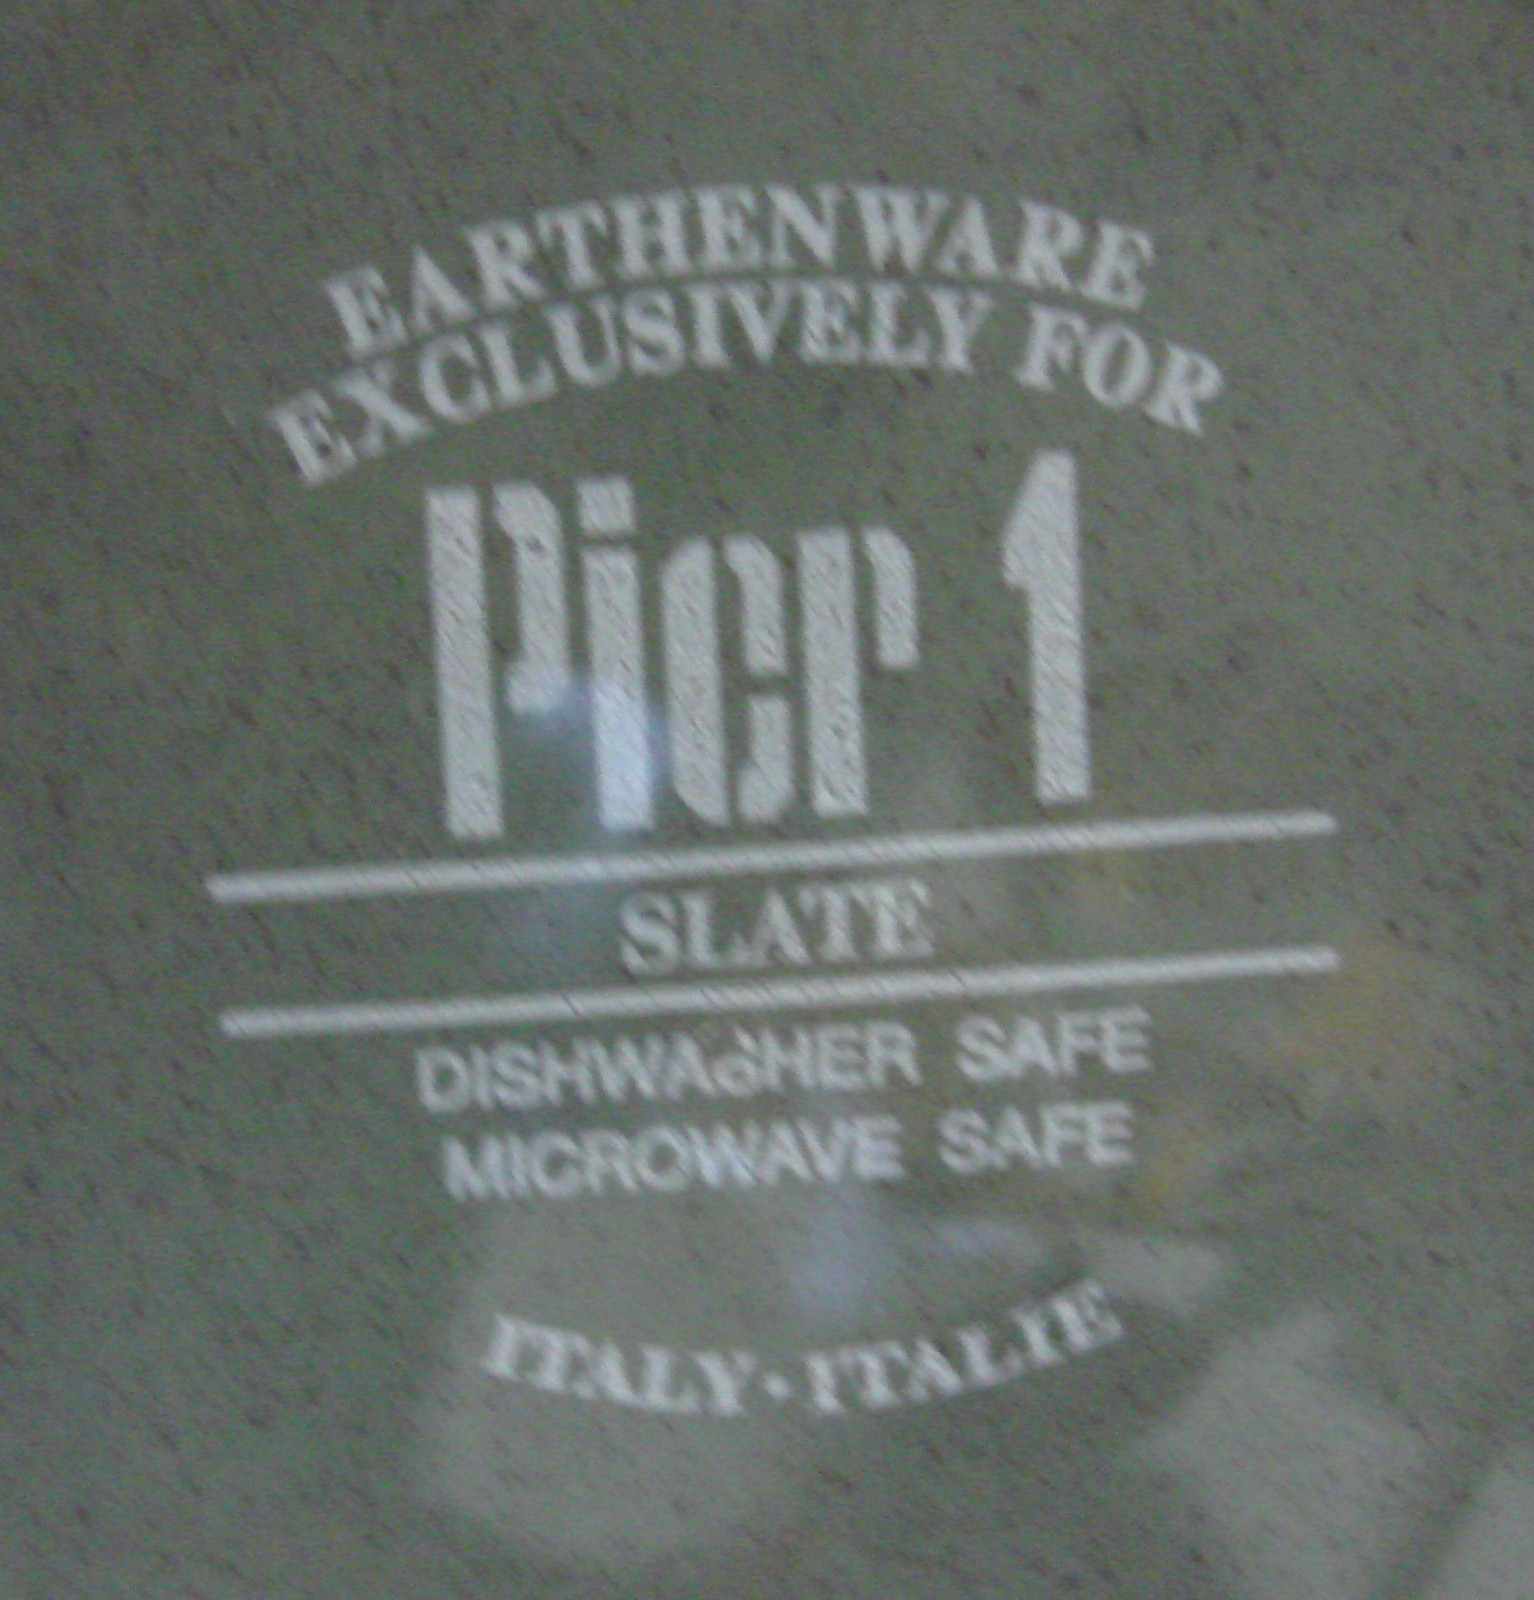 EARTHENWARE
EXCLUSIVELY FOR
Pier 1
SLATE
DISHWASHER SAFE
MICROWAVE SAFE
ITALY · ITALIE